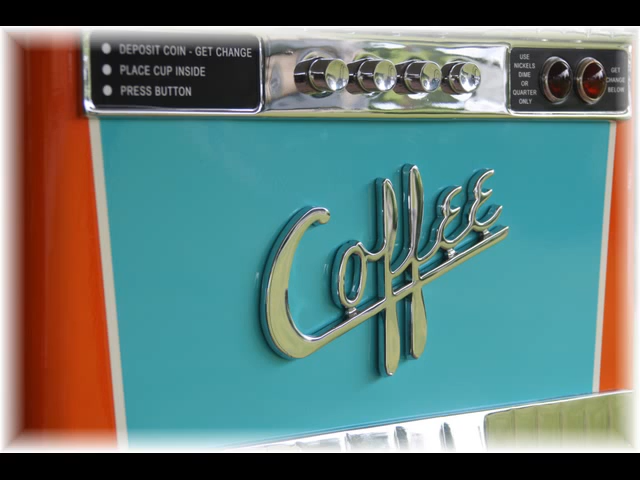 DEPOSIT COIN - GET CHANGE
PLACE CUP INSIDE
PRESS BUTTON
USE
NICKELS
DIME
OR
QUARTER
ONLY
GET
CHANGE
BELOW
Coffee